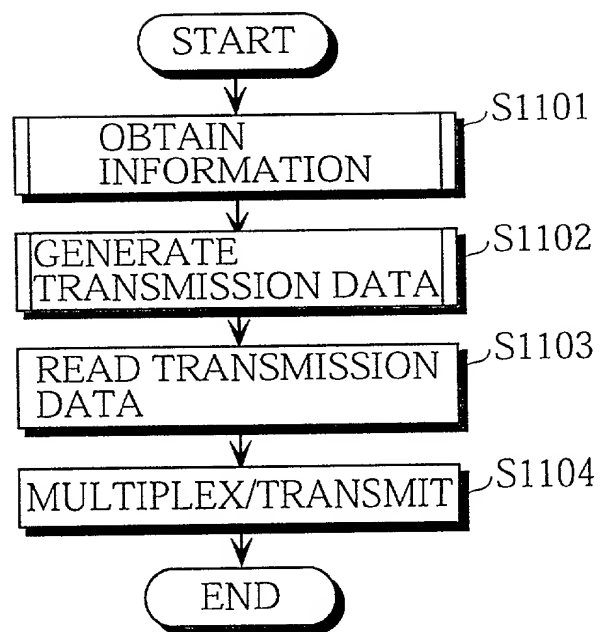 START
S1101
OBTAIN
INFORMATION
S1102
GENERATE
TRANSMISSION DATA
S1103
READ TRANSMISSION
DATA
S1104
MULTIPLEX/TRANSMIT
END